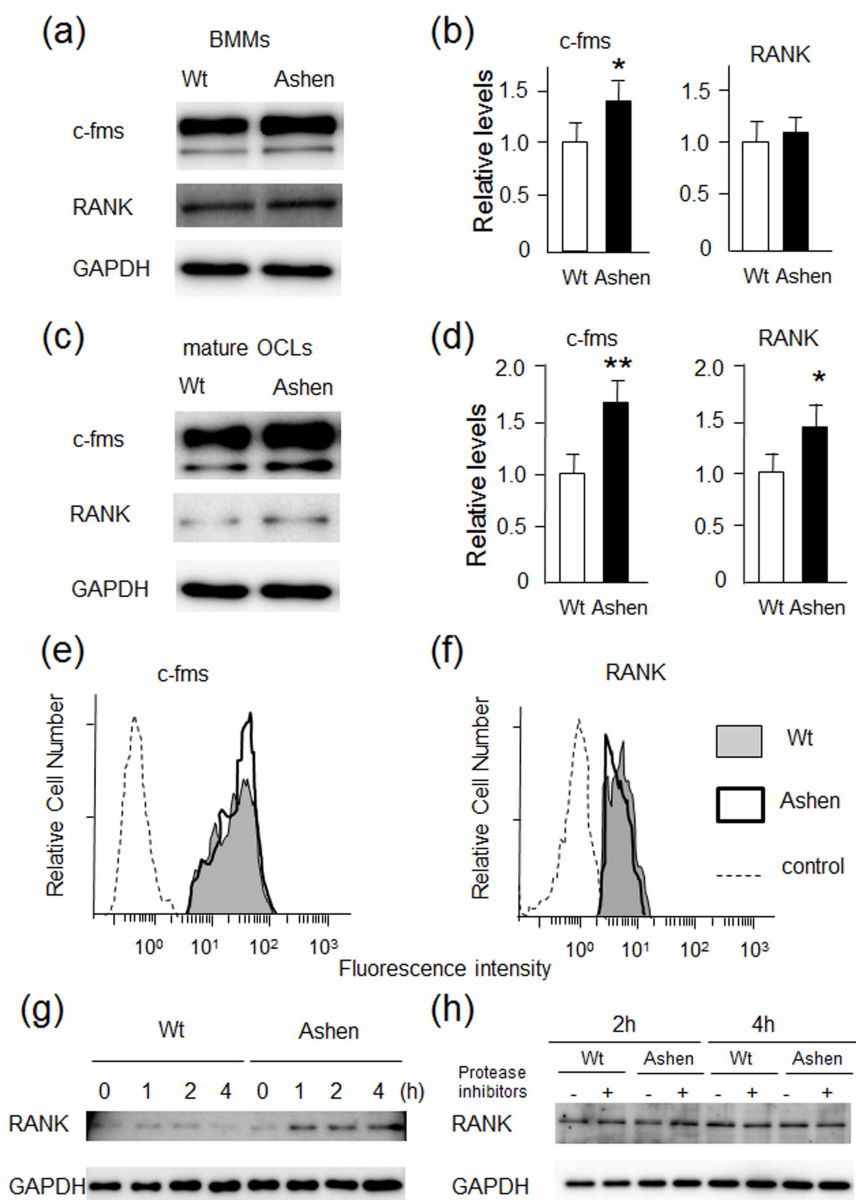 (a)
BMMs
Wt Ashen
c-fms
RANK
GAPDH
(b)
c-fms
RANK
Relative levels
1.5
1.0
0.5
0
*
Wt Ashen
1.5
1.0
0.5
0
Wt Ashen
(c)
mature OCLs
Wt Ashen
c-fms
RANK
GAPDH
(d)
c-fms
RANK
Relative levels
2.0
1.5
1.0
0.5
0
**
Wt Ashen
2.0
1.5
1.0
0.5
0
*
Wt Ashen
(e)
c-fms
Relative Cell Number
10⁰ 10¹ 10² 10³
(f)
RANK
Relative Cell Number
10⁰ 10¹ 10² 10³
Wt
Ashen
control
Fluorescence intensity
(g)
Wt Ashen
0 1 2 4 0 1 2 4 (h)
RANK
GAPDH
(h)
2h 4h
Wt Ashen Wt Ashen
Protease
inhibitors - + - + - + - +
RANK
GAPDH